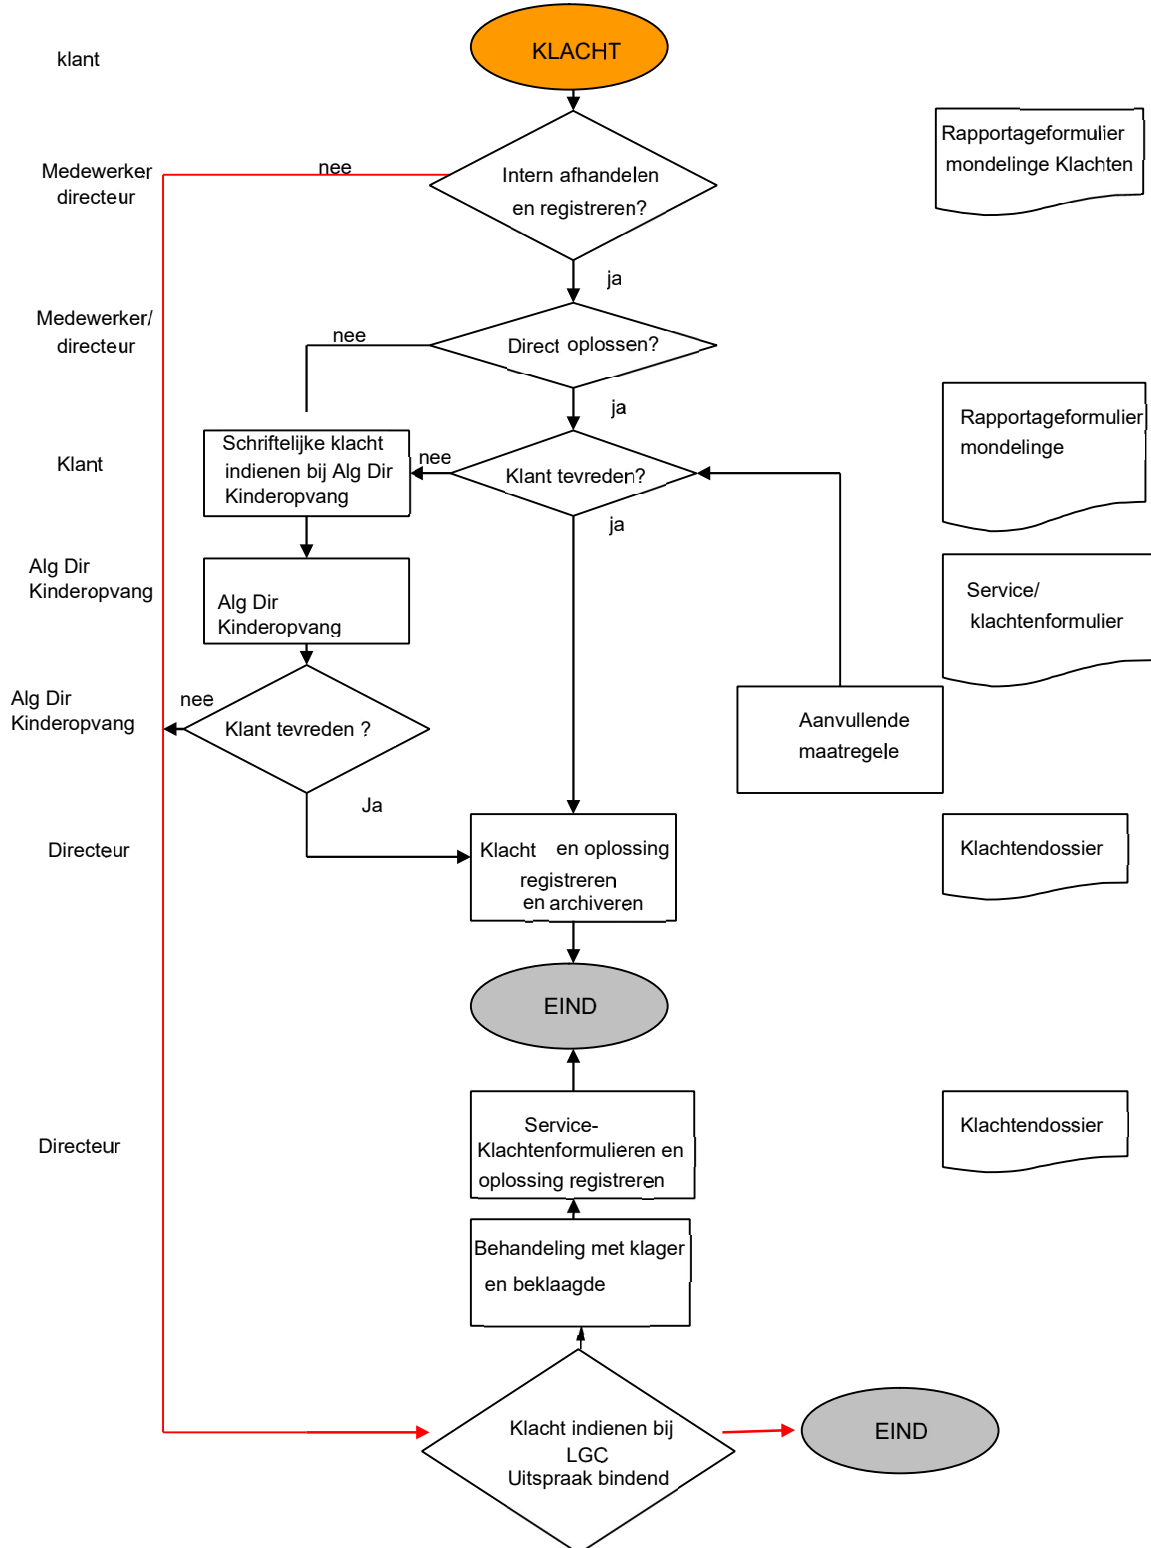 KLACHT
klant
Rapportageformulier
mondelinge Klachten
Medewerker
directeur
nee
Intern afhandelen
en registreren?
ja
Medewerker/
directeur
nee
Direct oplossen?
ja
Rapportageformulier
mondelinge
Klant
Schriftelijke klacht
indienen bij Alg Dir
Kinderopvang
nee
Klant tevreden?
ja
Alg Dir
Kinderopvang
Alg Dir
Kinderopvang
Service/
klachtenformulier
Alg Dir
Kinderopvang
nee
Klant tevreden ?
Aanvullende
maatregele
Ja
Directeur
Klacht en oplossing
registreren
en archiveren
Klachtendossier
EIND
Directeur
Service-
Klachtenformulieren en
oplossing registreren
Klachtendossier
Behandeling met klager
en beklaagde
Klacht indienen bij
LGC
Uitspraak bindend
EIND